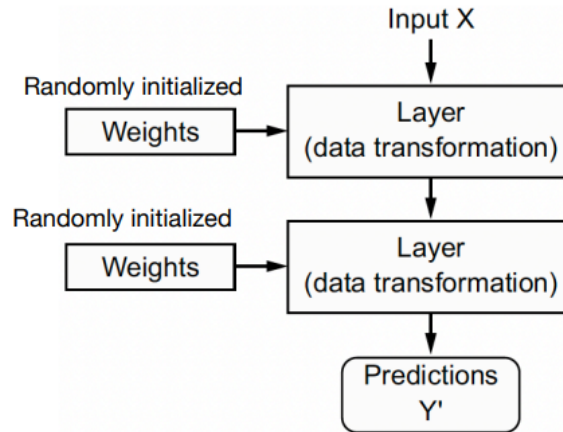 Input X
Randomly initialized
Weights
Layer
(data transformation)
Randomly initialized
Weights
Layer
(data transformation)
Predictions
Y'